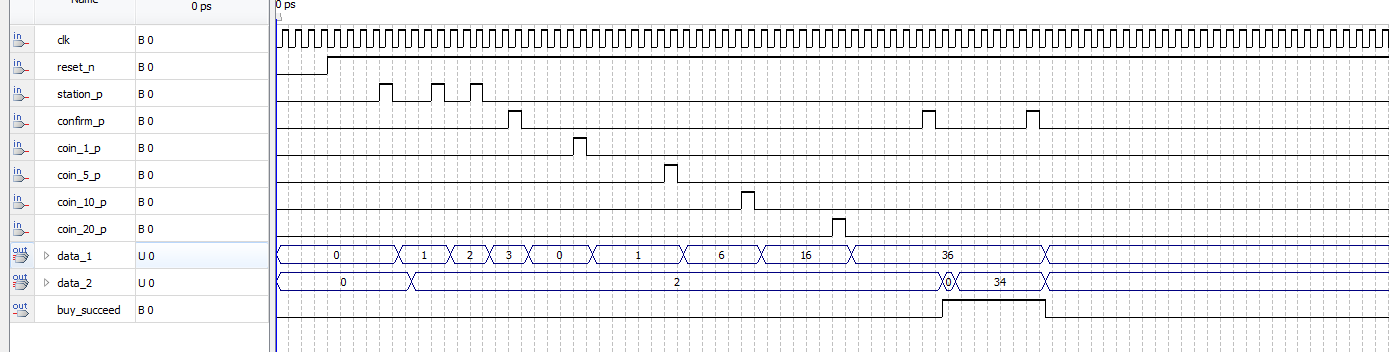 Name 0 ps 0 ps
in clk B 0
in reset_n B 0
in station_p B 0
in confirm_p B 0
in coin_1_p B 0
in coin_5_p B 0
in coin_10_p B 0
in coin_20_p B 0
out data_1 U 0 0 1 2 3 0 1 6 16 36
out data_2 U 0 0 2 0 34
out buy_succeed B 0